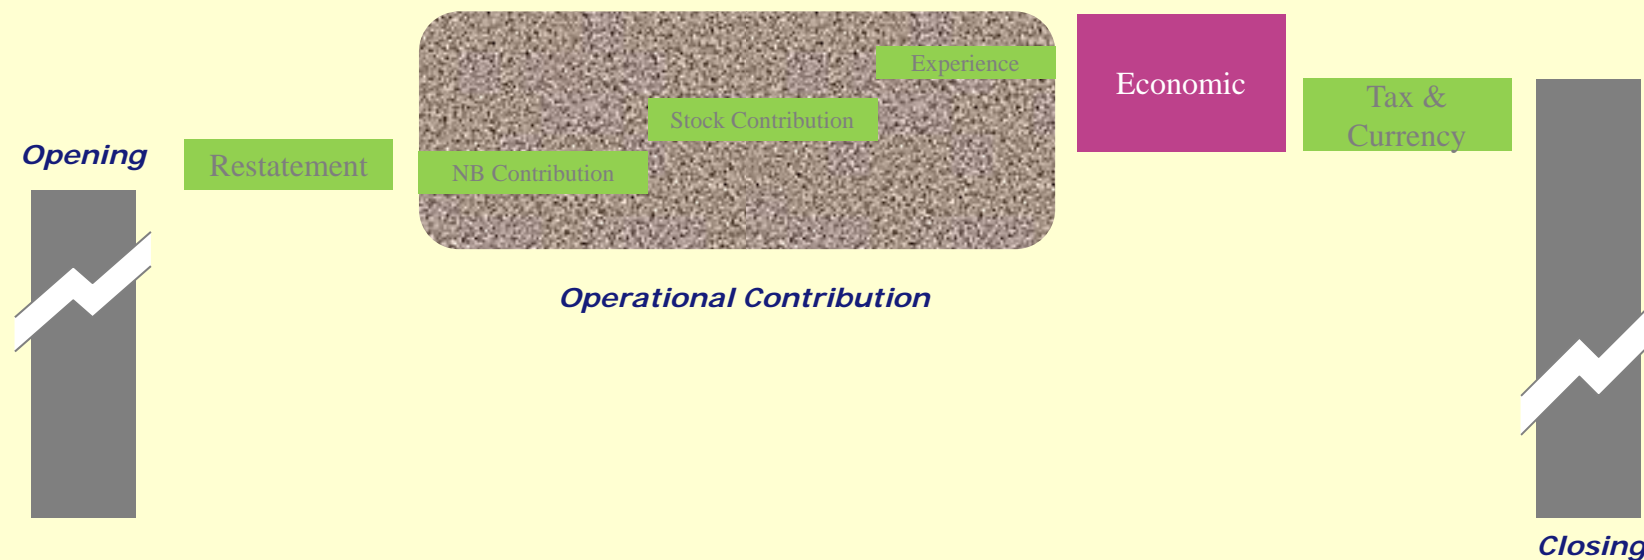 Opening
Restatement
NB Contribution
Stock Contribution
Experience
Operational Contribution
Economic
Tax &
Currency
Closing